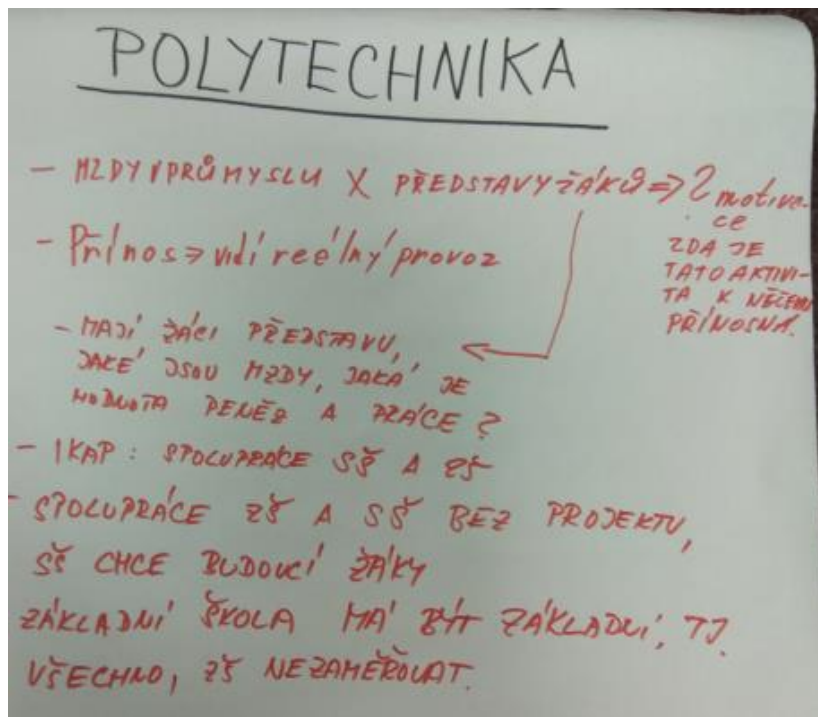 POLYTECHNIKA
- MZDY V PRŮMYSLU X PŘEDSTAVY ŽÁKŮ => ? motiva-
ce
ZDA JE
TATO AKTIVI-
TA K NĚČEMU
PŘÍNOSNÁ.
- Přínos => vidí reálný provoz
- MAJÍ ŽÁCI PŘEDSTAVU,
JAKÉ JSOU MZDY, JAKÁ JE
HODNOTA PENĚZ A PRÁCE ?
- IKAP : SPOLUPRÁCE SŠ A ZŠ
- SPOLUPRÁCE ZŠ A SŠ BEZ PROJEKTU,
SŠ CHCE BUDOUCÍ ŽÁKY
ZÁKLADNÍ ŠKOLA MÁ BÝT ZÁKLADNÍ, TJ.
VŠECHNO, ZŠ NEZAMĚŘOVAT.